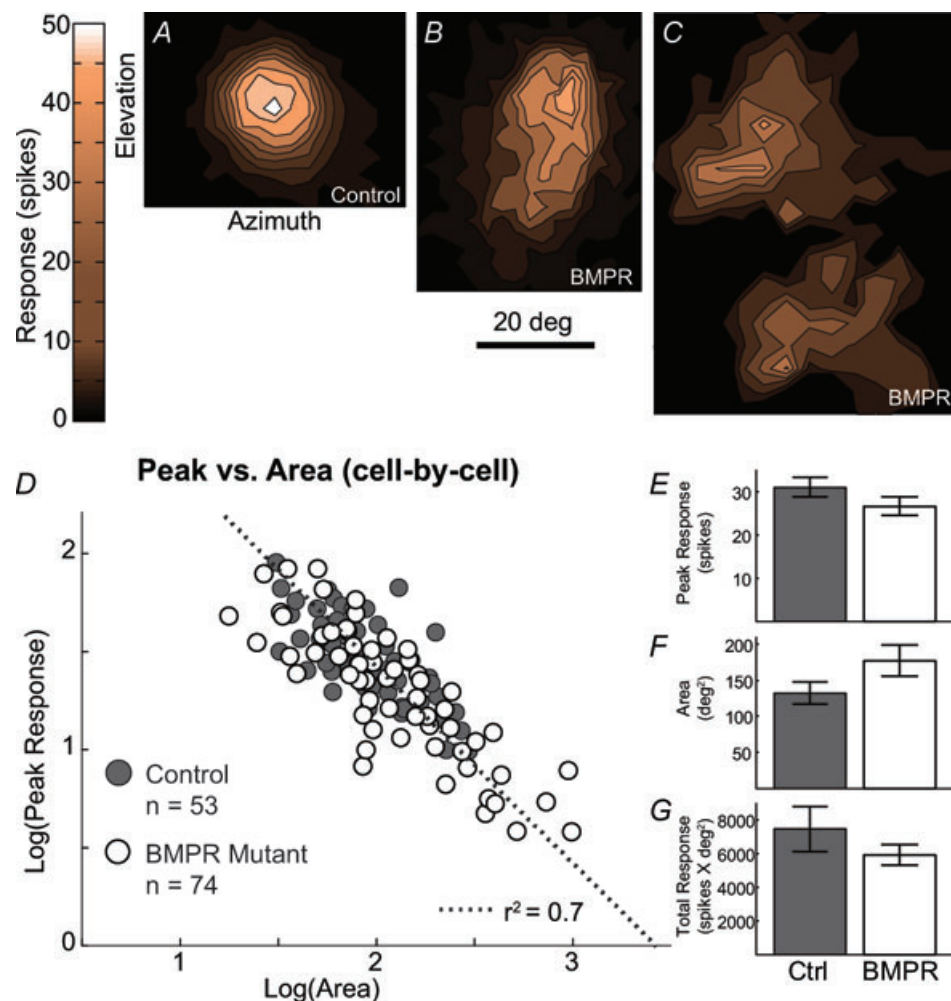 Response (spikes)
50
40
30
20
10
0
A
Elevation
Control
Azimuth
B
BMPR
20 deg
C
BMPR
D
Peak vs. Area (cell-by-cell)
Log(Peak Response)
2
1
0
Control
n = 53
BMPR Mutant
n = 74
r² = 0.7
1
2
3
Log(Area)
E
Peak Response
(spikes)
30
20
10
F
Area
(deg²)
200
150
100
50
G
Total Response
(spikes X deg²)
8000
6000
4000
2000
Ctrl
BMPR